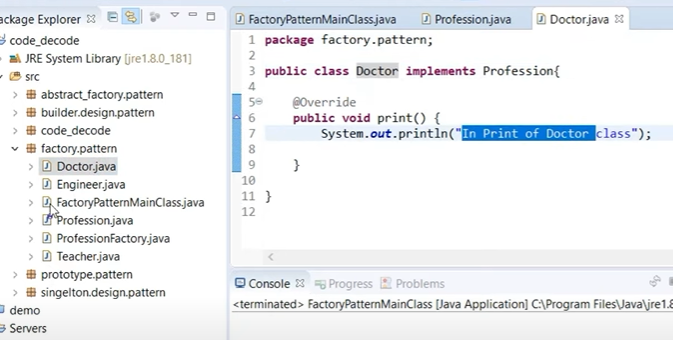 ackage Explorer
code_decode
JRE System Library [jre1.8.0_181]
src
abstract_factory.pattern
builder.design.pattern
code_decode
factory.pattern
Doctor.java
Engineer.java
FactoryPatternMainClass.java
Profession.java
ProfessionFactory.java
Teacher.java
prototype.pattern
singelton.design.pattern
demo
Servers
FactoryPatternMainClass.java Profession.java Doctor.java
1 package factory.pattern;
2
3 public class Doctor implements Profession{
4
5 @Override
6 public void print() {
7 System.out.println("In Print of Doctor class");
8
9 }
10
11 }
12
Console Progress Problems
<terminated> FactoryPatternMainClass [Java Application] C:\Program Files\Java\jre1.8